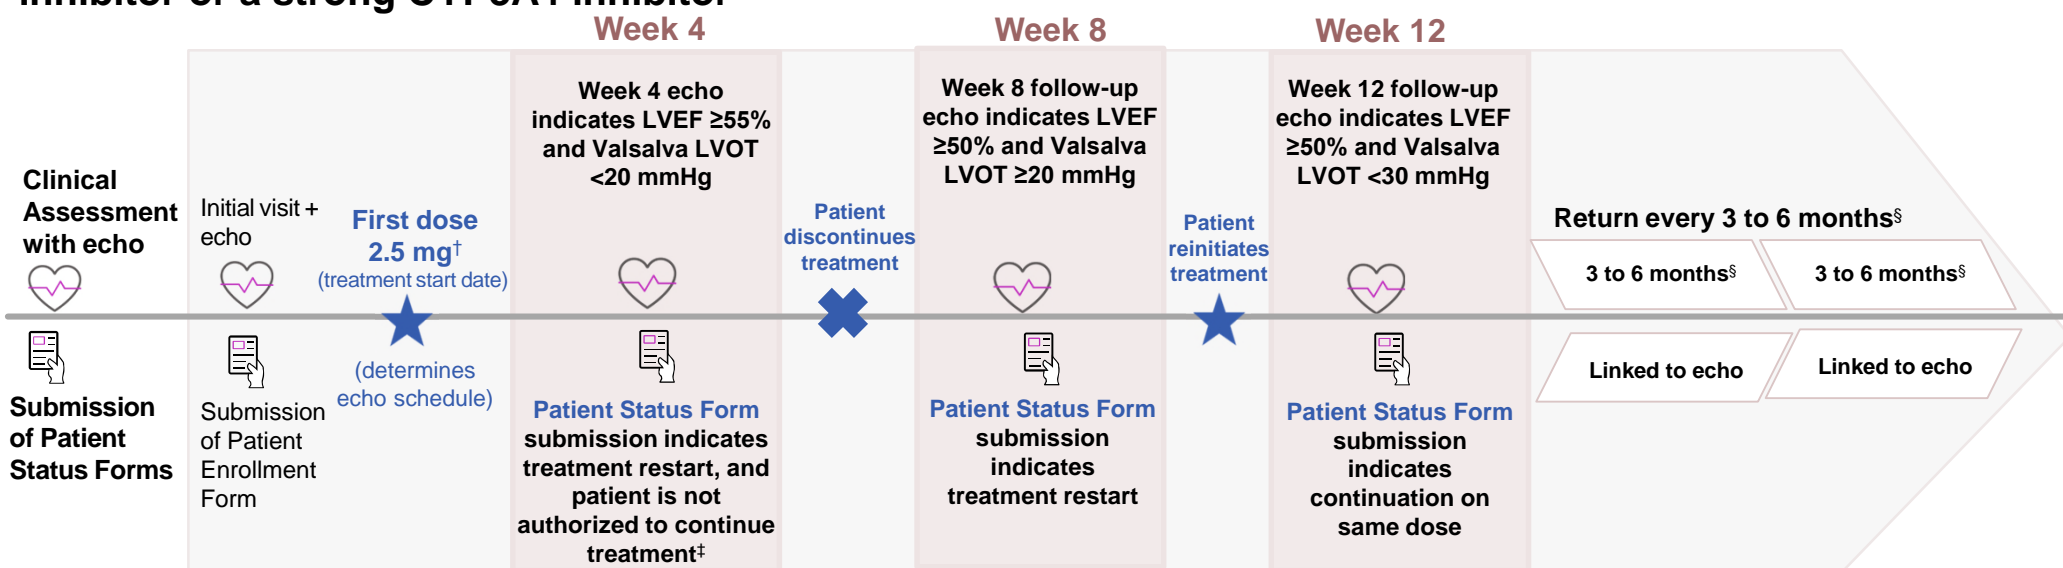 inhibitor or a strong CYP3A4 inhibitor
Week 4
Week 8
Week 12
Clinical
Assessment
with echo
Submission
of Patient
Status Forms
Initial visit +
echo
Submission
of Patient
Enrollment
Form
First dose
2.5 mg†
(treatment start date)
(determines
echo schedule)
Week 4 echo
indicates LVEF ≥55%
and Valsalva LVOT
<20 mmHg
Patient Status Form
submission indicates
treatment restart, and
patient is not
authorized to continue
treatment‡
Patient
discontinues
treatment
Week 8 follow-up
echo indicates LVEF
≥50% and Valsalva
LVOT ≥20 mmHg
Patient Status Form
submission
indicates
treatment restart
Patient
reinitiates
treatment
Week 12 follow-up
echo indicates LVEF
≥50% and Valsalva
LVOT <30 mmHg
Patient Status Form
submission
indicates
continuation on
same dose
Return every 3 to 6 months§
3 to 6 months§
3 to 6 months§
Linked to echo
Linked to echo